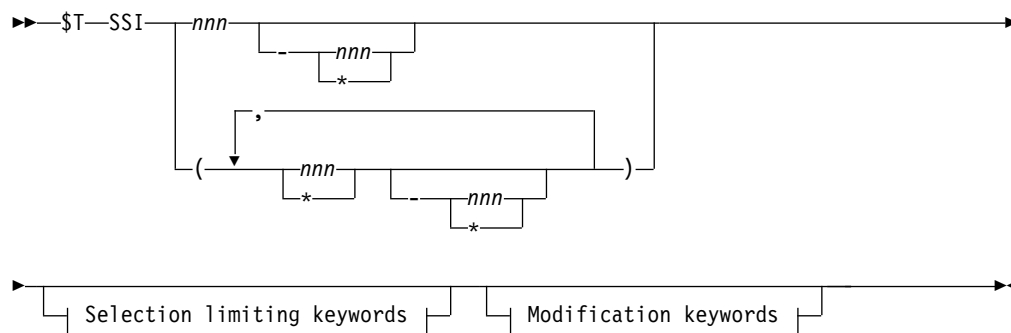 $T SSI nnn
- nnn
*
,
( nnn )
*
- nnn
*
Selection limiting keywords
Modification keywords